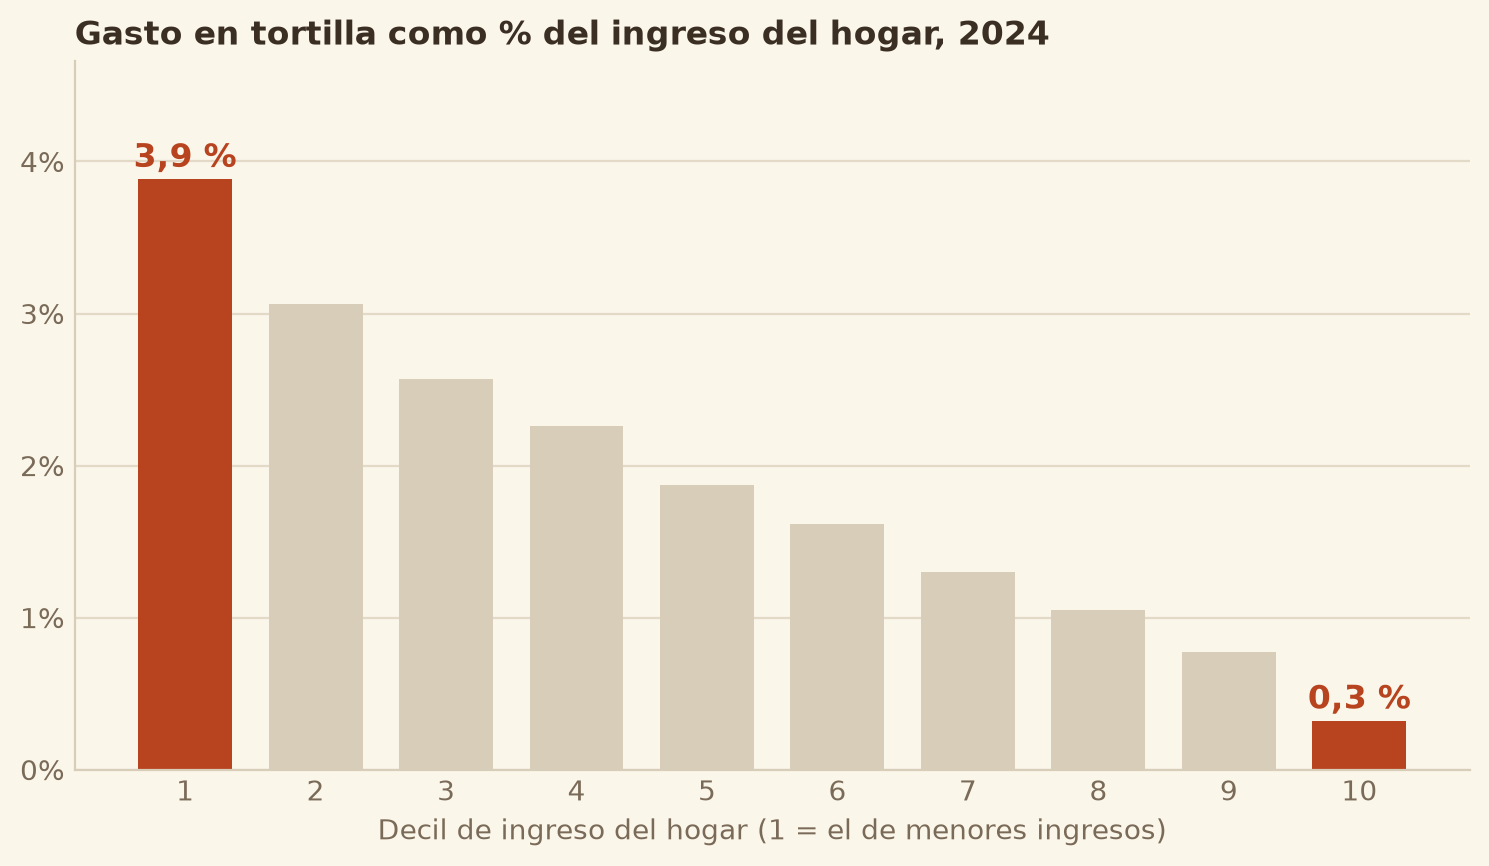 Gasto en tortilla como % del ingreso del hogar, 2024
4%
3%
2%
1%
0%
3,9 %
0,3 %
1 2 3 4 5 6 7 8 9 10
Decil de ingreso del hogar (1 = el de menores ingresos)